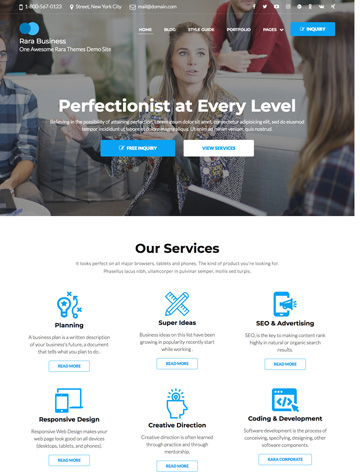 1-800-567-0123 Street, New York City mail@domain.com
Rara Business
One Awesome Rara Themes Demo Site
HOME BLOG STYLE GUIDE PORTFOLIO PAGES INQUIRY
Perfectionist at Every Level
Believing in the possibility of attaining perfection. Lorem ipsum dolor sit amet, consectetur adipisicing elit, sed do eiusmod
tempor incididunt ut labore et dolore magna aliqua. Ut enim ad minim veniam, quis nostrud.
FREE INQUIRY VIEW SERVICES
Our Services
It looks perfect on all major browsers, tablets and phones. The kind of product you're looking for.
Phasellus lacus nibh, ullamcorper in pulvinar semper, mollis sed turpis.
Planning
A business plan is a written description
of your business's future, a document
that tells what you plan to do.
READ MORE
Super Ideas
Business ideas on this list have been
growing in popularity recently start
while working .
READ MORE
SEO & Advertising
SEO, is the key to making content rank
highly in natural or organic search
results.
READ MORE
Responsive Design
Responsive Web Design makes your
web page look good on all devices
(desktops, tablets, and phones).
READ MORE
Creative Direction
Creative direction is often learned
through practice and through
mentorship.
READ MORE
Coding & Development
Software development is the process of
conceiving, specifying, designing, other
software components.
RARA CORPORATE